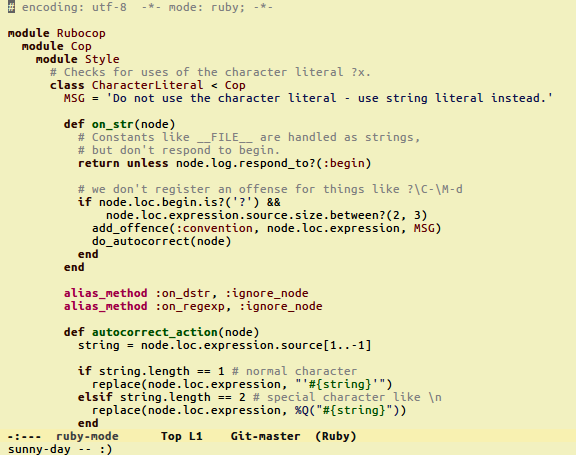 # encoding: utf-8  -*- mode: ruby; -*-

module Rubocop
  module Cop
    module Style
      # Checks for uses of the character literal ?x.
      class CharacterLiteral < Cop
        MSG = 'Do not use the character literal - use string literal instead.'

        def on_str(node)
          # Constants like __FILE__ are handled as strings,
          # but don't respond to begin.
          return unless node.log.respond_to?(:begin)

          # we don't register an offense for things like ?\C-\M-d
          if node.loc.begin.is?('?') &&
              node.loc.expression.source.size.between?(2, 3)
            add_offence(:convention, node.loc.expression, MSG)
            do_autocorrect(node)
          end
        end

        alias_method :on_dstr, :ignore_node
        alias_method :on_regexp, :ignore_node

        def autocorrect_action(node)
          string = node.loc.expression.source[1..-1]

          if string.length == 1 # normal character
            replace(node.loc.expression, "'#{string}'")
          elsif string.length == 2 # special character like \n
            replace(node.loc.expression, %Q("#{string}"))
          end
-:---  ruby-mode      Top L1    Git-master  (Ruby)
sunny-day -- :)